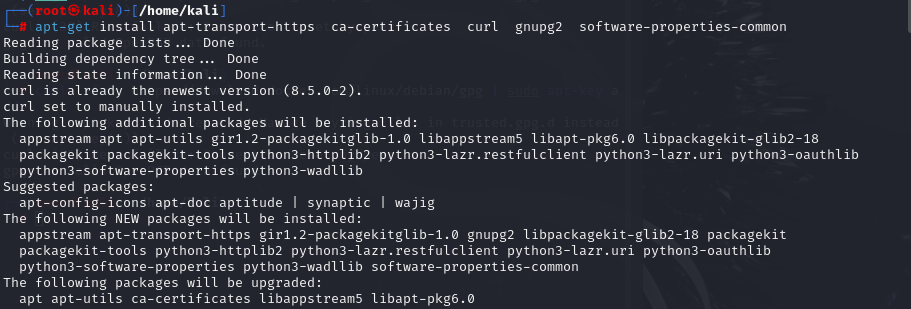 ┌──(root㉿kali)-[/home/kali]
└─# apt-get install apt-transport-https  ca-certificates  curl  gnupg2  software-properties-common
Reading package lists... Done
Building dependency tree... Done
Reading state information... Done
curl is already the newest version (8.5.0-2).
curl set to manually installed.
The following additional packages will be installed:
  appstream apt apt-utils gir1.2-packagekitglib-1.0 libappstream5 libapt-pkg6.0 libpackagekit-glib2-18
  packagekit packagekit-tools python3-httplib2 python3-lazr.restfulclient python3-lazr.uri python3-oauthlib
  python3-software-properties python3-wadllib
Suggested packages:
  apt-config-icons apt-doc aptitude | synaptic | wajig
The following NEW packages will be installed:
  appstream apt-transport-https gir1.2-packagekitglib-1.0 gnupg2 libpackagekit-glib2-18 packagekit
  packagekit-tools python3-httplib2 python3-lazr.restfulclient python3-lazr.uri python3-oauthlib
  python3-software-properties python3-wadllib software-properties-common
The following packages will be upgraded:
  apt apt-utils ca-certificates libappstream5 libapt-pkg6.0